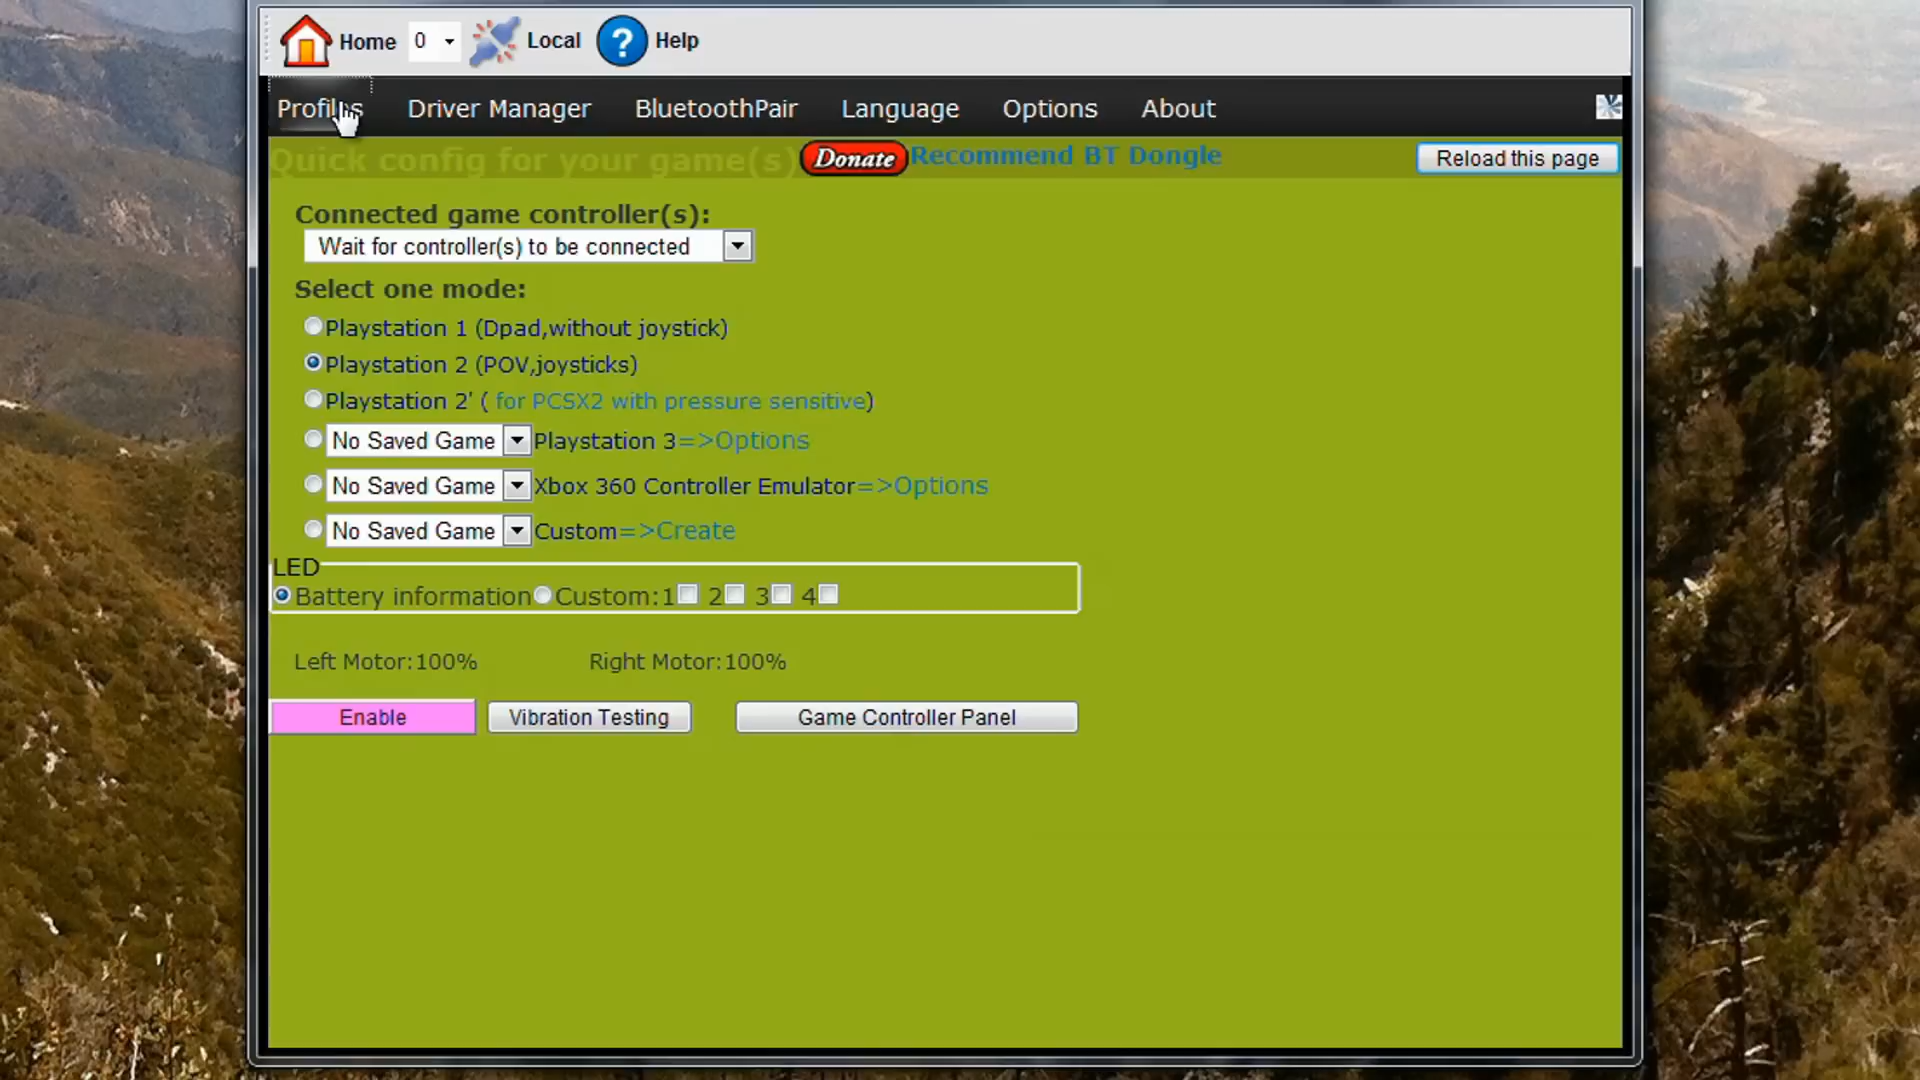 Home 0 Local Help
Profiles Driver Manager BluetoothPair Language Options About
Quick config for your game(s) Donate Recommend BT Dongle Reload this page
Connected game controller(s):
Wait for controller(s) to be connected
Select one mode:
Playstation 1 (Dpad,without joystick)
Playstation 2 (POV,joysticks)
Playstation 2' ( for PCSX2 with pressure sensitive)
No Saved Game Playstation 3=>Options
No Saved Game Xbox 360 Controller Emulator=>Options
No Saved Game Custom=>Create
LED
Battery information Custom:1 2 3 4
Left Motor:100% Right Motor:100%
Enable Vibration Testing Game Controller Panel